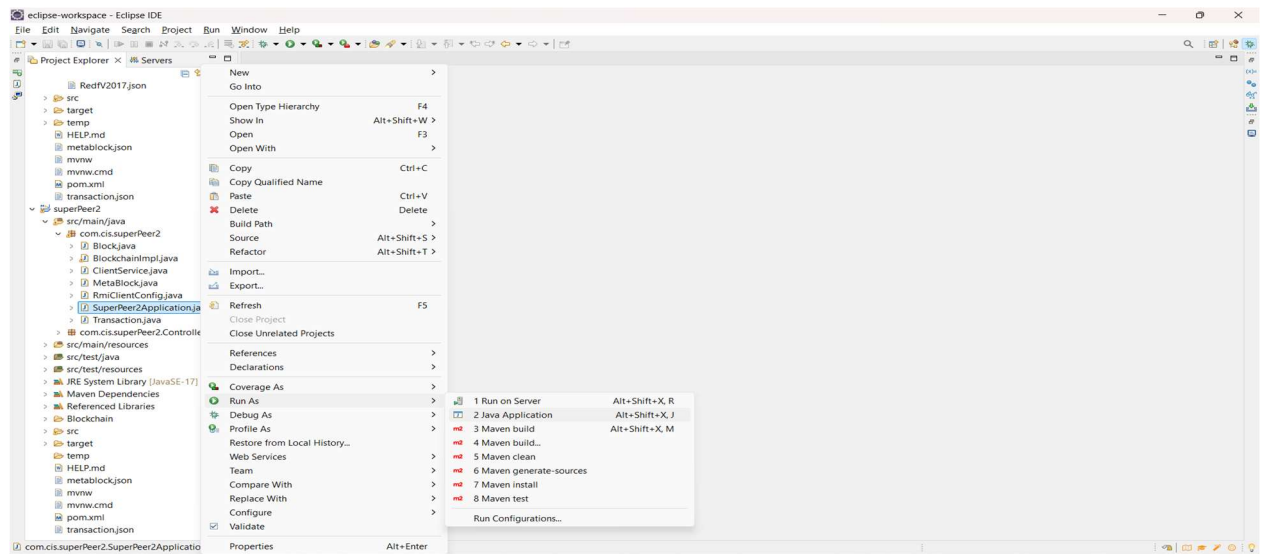 eclipse-workspace - Eclipse IDE
File Edit Navigate Search Project Run Window Help
Project Explorer Servers
RedfV2017.json
src
target
temp
HELP.md
metablock.json
mvnw
mvnw.cmd
pom.xml
transaction.json
superPeer2
src/main/java
com.cis.superPeer2
Block.java
BlockchainImpl.java
ClientService.java
MetaBlock.java
RmiClientConfig.java
SuperPeer2Application.ja
Transaction.java
com.cis.superPeer2.Controlle
src/main/resources
src/test/java
src/test/resources
JRE System Library [JavaSE-17]
Maven Dependencies
Referenced Libraries
Blockchain
src
target
temp
HELP.md
metablock.json
mvnw
mvnw.cmd
pom.xml
transaction.json
com.cis.superPeer2.SuperPeer2Applicatio
New >
Go Into
Open Type Hierarchy F4
Show In Alt+Shift+W >
Open F3
Open With >
Copy Ctrl+C
Copy Qualified Name
Paste Ctrl+V
Delete Delete
Build Path >
Source Alt+Shift+S >
Refactor Alt+Shift+T >
Import...
Export...
Refresh F5
Close Project
Close Unrelated Projects
References >
Declarations >
Coverage As >
Run As >
Debug As >
Profile As >
Restore from Local History...
Web Services >
Team >
Compare With >
Replace With >
Configure >
Validate
Properties Alt+Enter
1 Run on Server Alt+Shift+X, R
2 Java Application Alt+Shift+X, J
3 Maven build Alt+Shift+X, M
4 Maven build...
5 Maven clean
6 Maven generate-sources
7 Maven install
8 Maven test
Run Configurations...